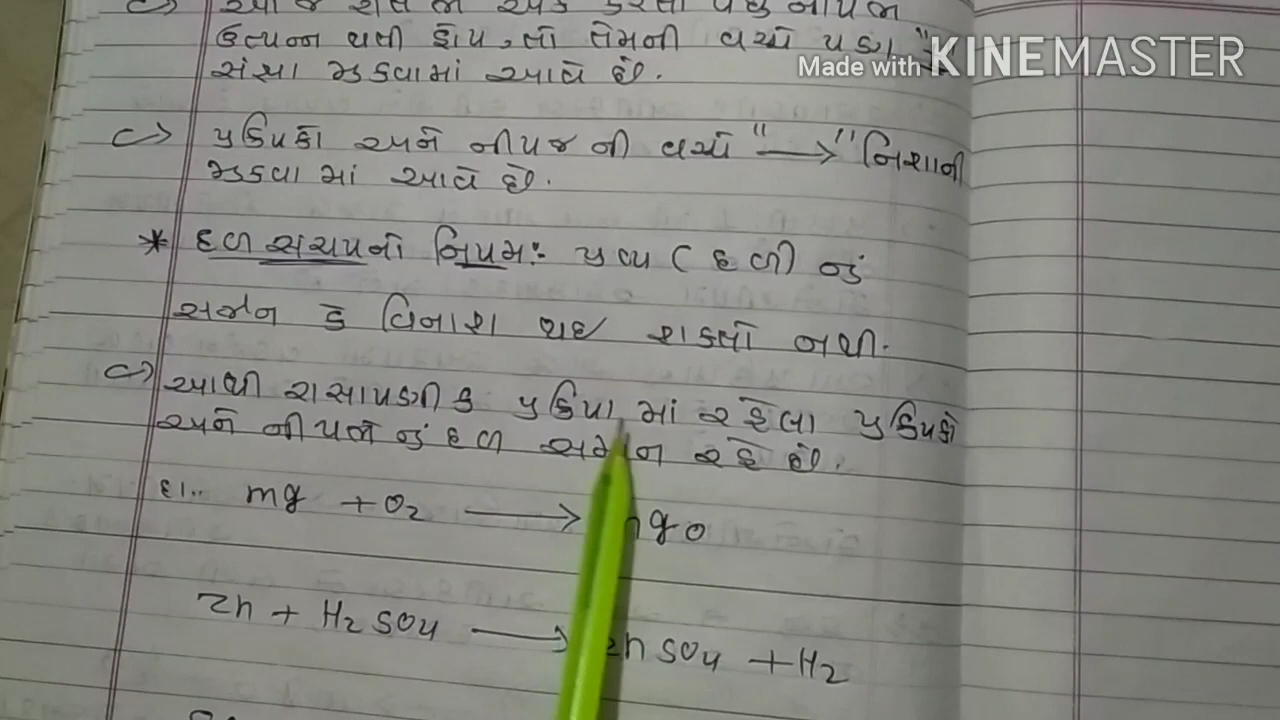 ઉત્પન્ન થતી હોય, તો તેમની વચ્ચે પણ "
Made with KINEMASTER
સંજ્ઞા મુકવામાં આવે છે.
પ્રક્રિયકો અને નીપજ ની વચ્ચે "→" નિશાની
મુકવા માં આવે છે.
* દળ સંચયનો નિયમ: દ્રવ્ય (દળ) નું
સર્જન કે વિનાશ થઇ શકતો નથી.
આથી રાસાયણીક પ્રક્રિયા માં રહેલા પ્રક્રિયકો
અને નીપજો નું દળ સમાન રહે છે.
દા.. mg + O₂ → mgo
Zn + H₂SO₄ → ZnSO₄ + H₂